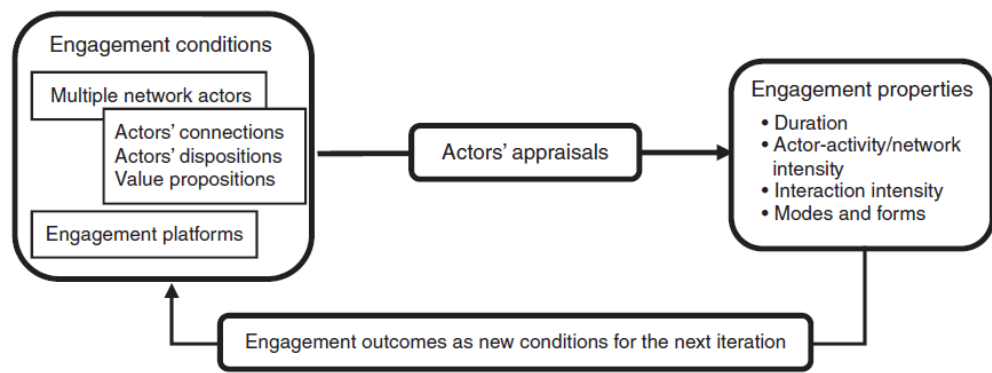 Engagement conditions
Multiple network actors
Actors’ connections
Actors’ dispositions
Value propositions
Engagement platforms
Actors’ appraisals
Engagement properties
• Duration
• Actor-activity/network
intensity
• Interaction intensity
• Modes and forms
Engagement outcomes as new conditions for the next iteration